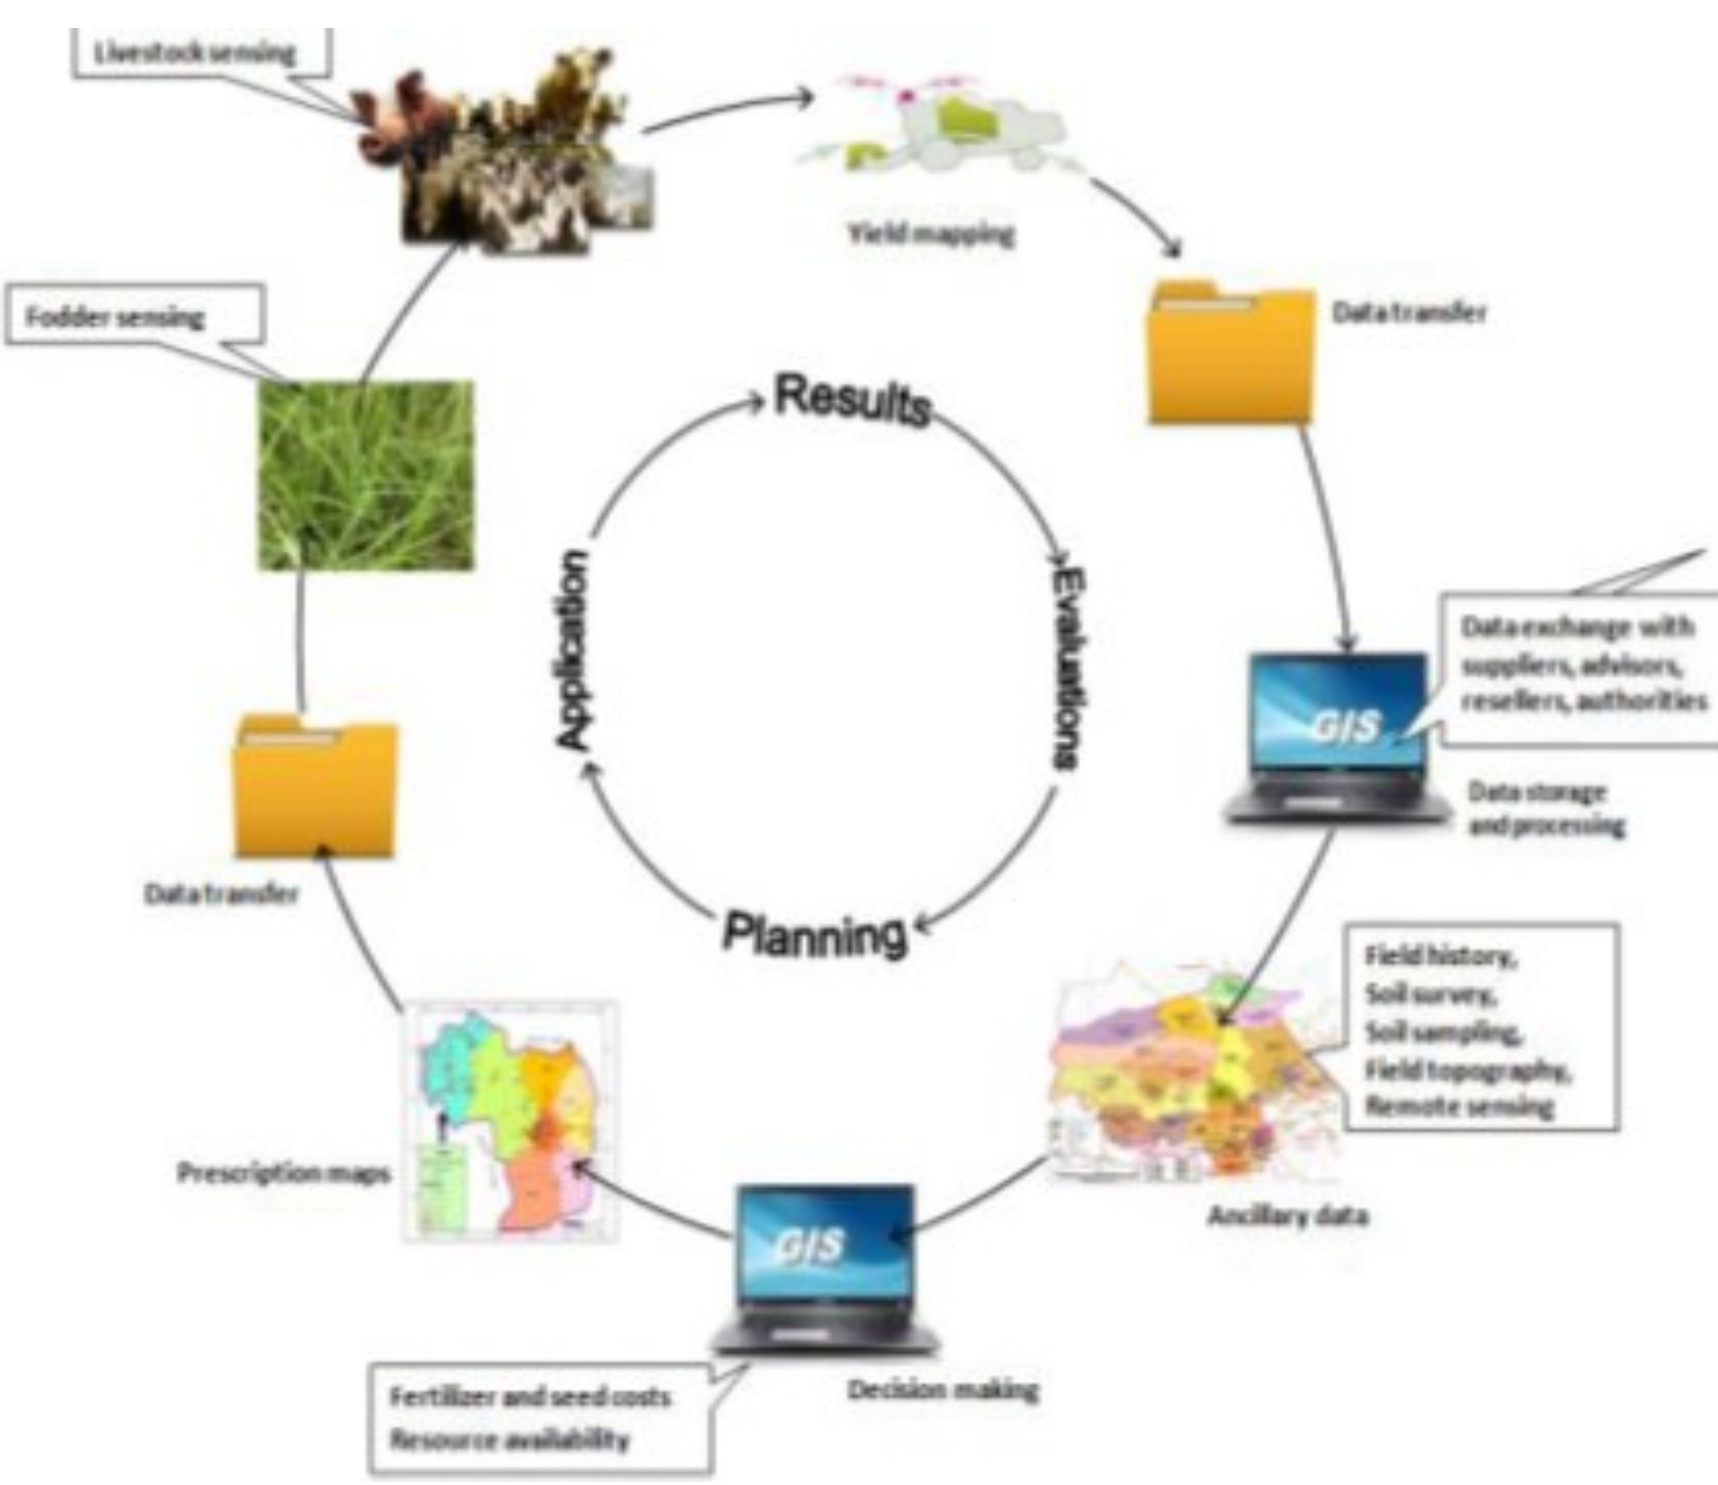 Livestock sensing
Yield mapping
Fodder sensing
Data transfer
Results
Application
Evaluations
Planning
Data exchange with
suppliers, advisors,
resellers, authorities
GIS
Data storage
and processing
Data transfer
Field history,
Soil survey,
Soil sampling,
Field topography,
Remote sensing
Prescription maps
Ancillary data
GIS
Decision making
Fertilizer and seed costs
Resource availability